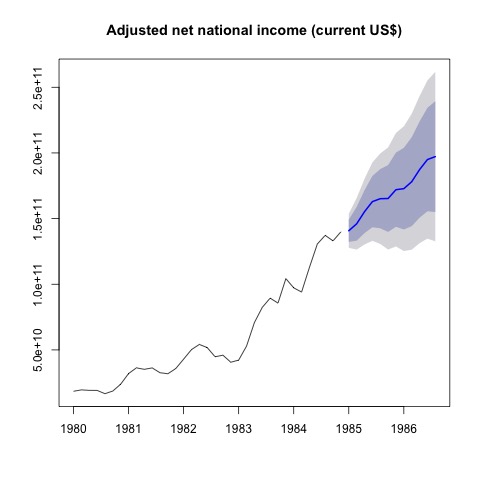 Adjusted net national income (current US$)
2.5e+11
2.0e+11
1.5e+11
1.0e+11
5.0e+10
1980 1981 1982 1983 1984 1985 1986